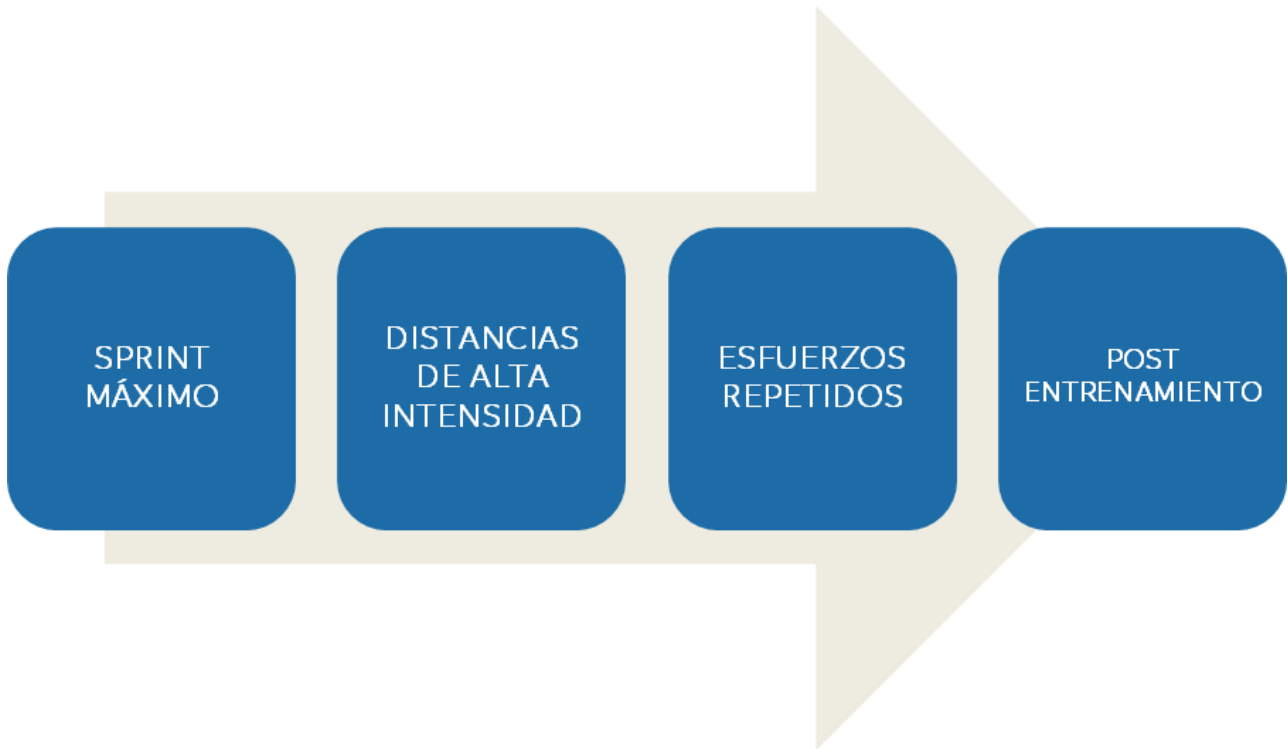 SPRINT
MÁXIMO
DISTANCIAS
DE ALTA
INTENSIDAD
ESFUERZOS
REPETIDOS
POST
ENTRENAMIENTO